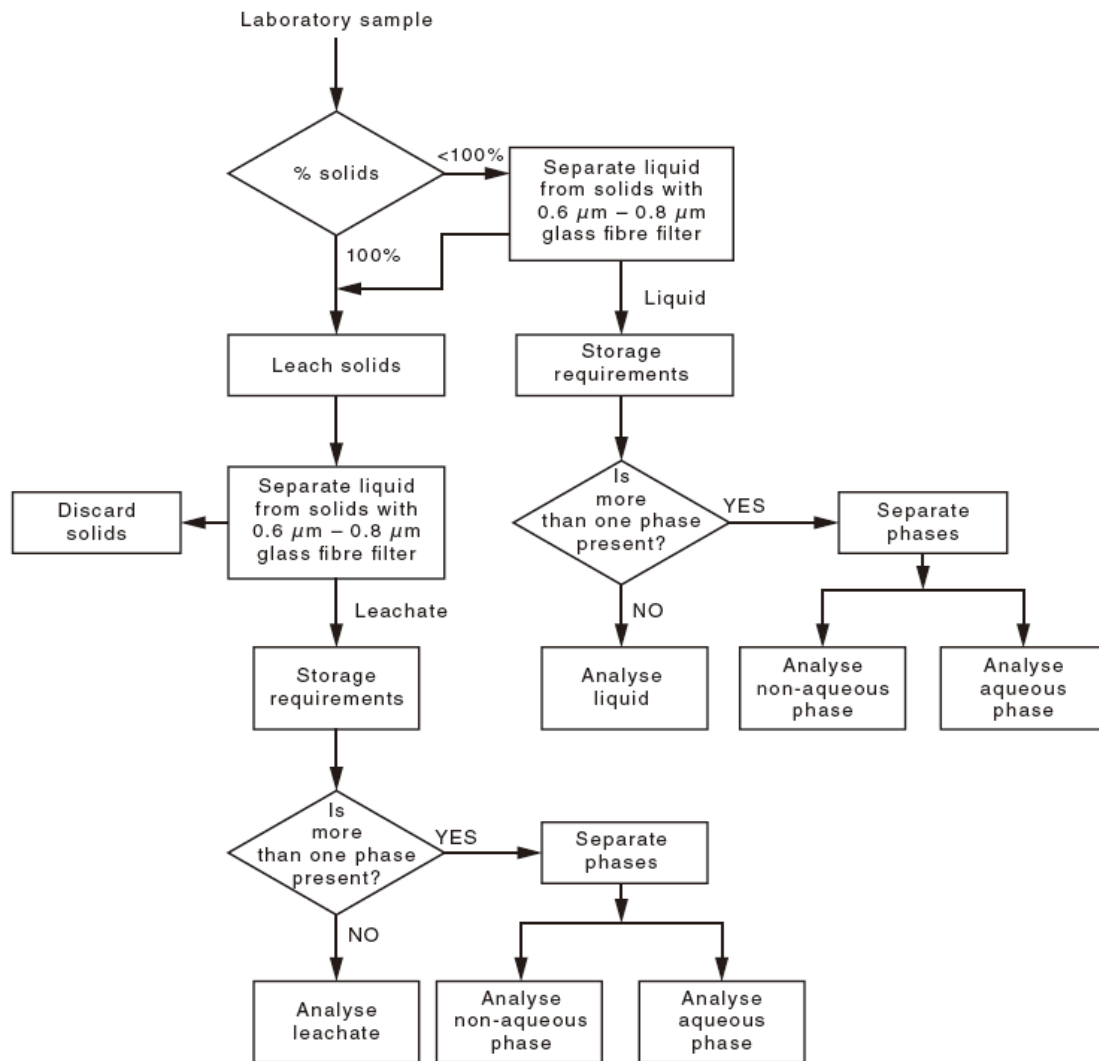 Laboratory sample
% solids
<100%
Separate liquid
from solids with
0.6 µm – 0.8 µm
glass fibre filter
100%
Liquid
Leach solids
Storage
requirements
Discard
solids
Separate liquid
from solids with
0.6 µm – 0.8 µm
glass fibre filter
Is
more
than one phase
present?
YES
Separate
phases
NO
Leachate
Storage
requirements
Analyse
liquid
Analyse
non-aqueous
phase
Analyse
aqueous
phase
Is
more
than one phase
present?
YES
Separate
phases
NO
Analyse
leachate
Analyse
non-aqueous
phase
Analyse
aqueous
phase